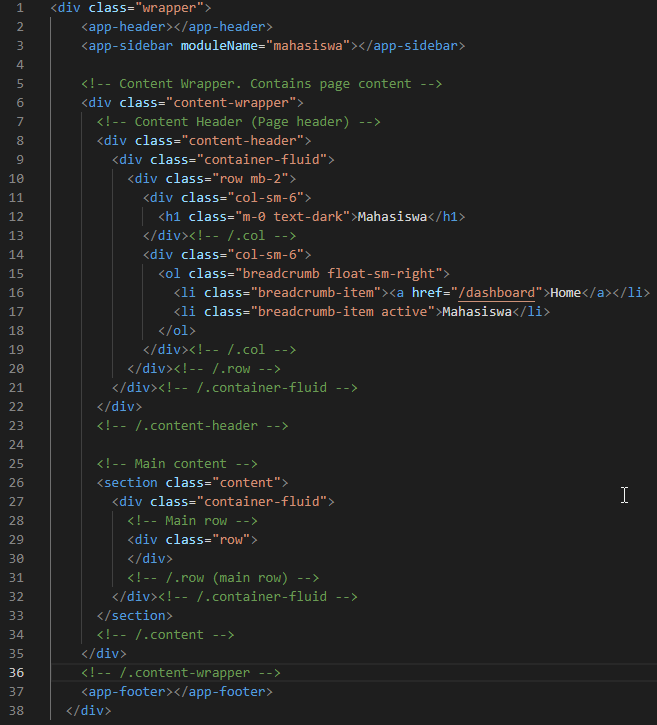 1 <div class="wrapper">
2 <app-header></app-header>
3 <app-sidebar moduleName="mahasiswa"></app-sidebar>
4
5 <!-- Content Wrapper. Contains page content -->
6 <div class="content-wrapper">
7 <!-- Content Header (Page header) -->
8 <div class="content-header">
9 <div class="container-fluid">
10 <div class="row mb-2">
11 <div class="col-sm-6">
12 <h1 class="m-0 text-dark">Mahasiswa</h1>
13 </div><!-- /.col -->
14 <div class="col-sm-6">
15 <ol class="breadcrumb float-sm-right">
16 <li class="breadcrumb-item"><a href="/dashboard">Home</a></li>
17 <li class="breadcrumb-item active">Mahasiswa</li>
18 </ol>
19 </div><!-- /.col -->
20 </div><!-- /.row -->
21 </div><!-- /.container-fluid -->
22 </div>
23 <!-- /.content-header -->
24
25 <!-- Main content -->
26 <section class="content">
27 <div class="container-fluid">
28 <!-- Main row -->
29 <div class="row">
30 </div>
31 <!-- /.row (main row) -->
32 </div><!-- /.container-fluid -->
33 </section>
34 <!-- /.content -->
35 </div>
36 <!-- /.content-wrapper -->
37 <app-footer></app-footer>
38 </div>